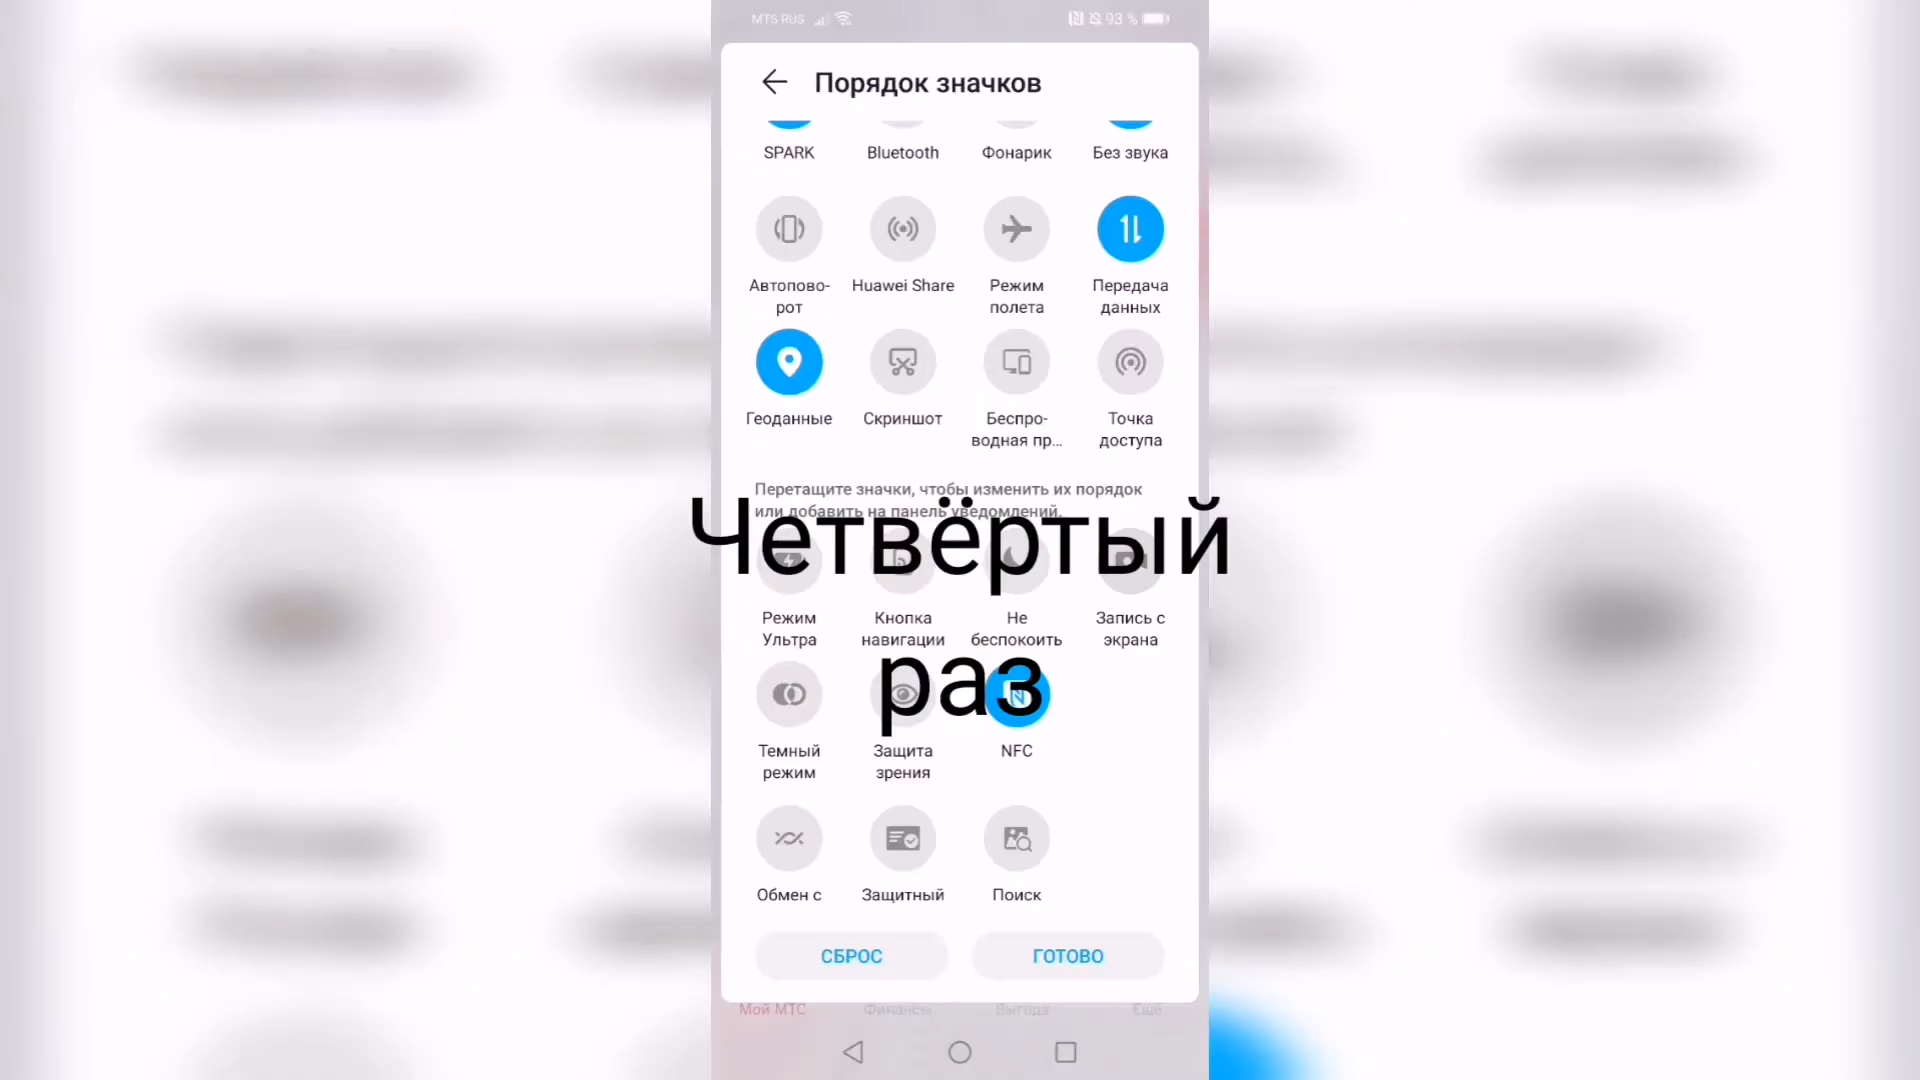 MTS RUS
93 %
Порядок значков
SPARK
Bluetooth
Фонарик
Без звука
Автопово-
рот
Huawei Share
Режим
полета
Передача
данных
Геоданные
Скриншот
Беспро-
водная пр...
Точка
доступа
Перетащите значки, чтобы изменить их порядок
или добавить на панель уведомлений.
Четвёртый
раз
Режим
Ультра
Кнопка
навигации
Не
беспокоить
Запись с
экрана
Темный
режим
Защита
зрения
NFC
Обмен с
Защитный
Поиск
СБРОС
ГОТОВО
Мой МТС
Финансы
Выгода
Ещё